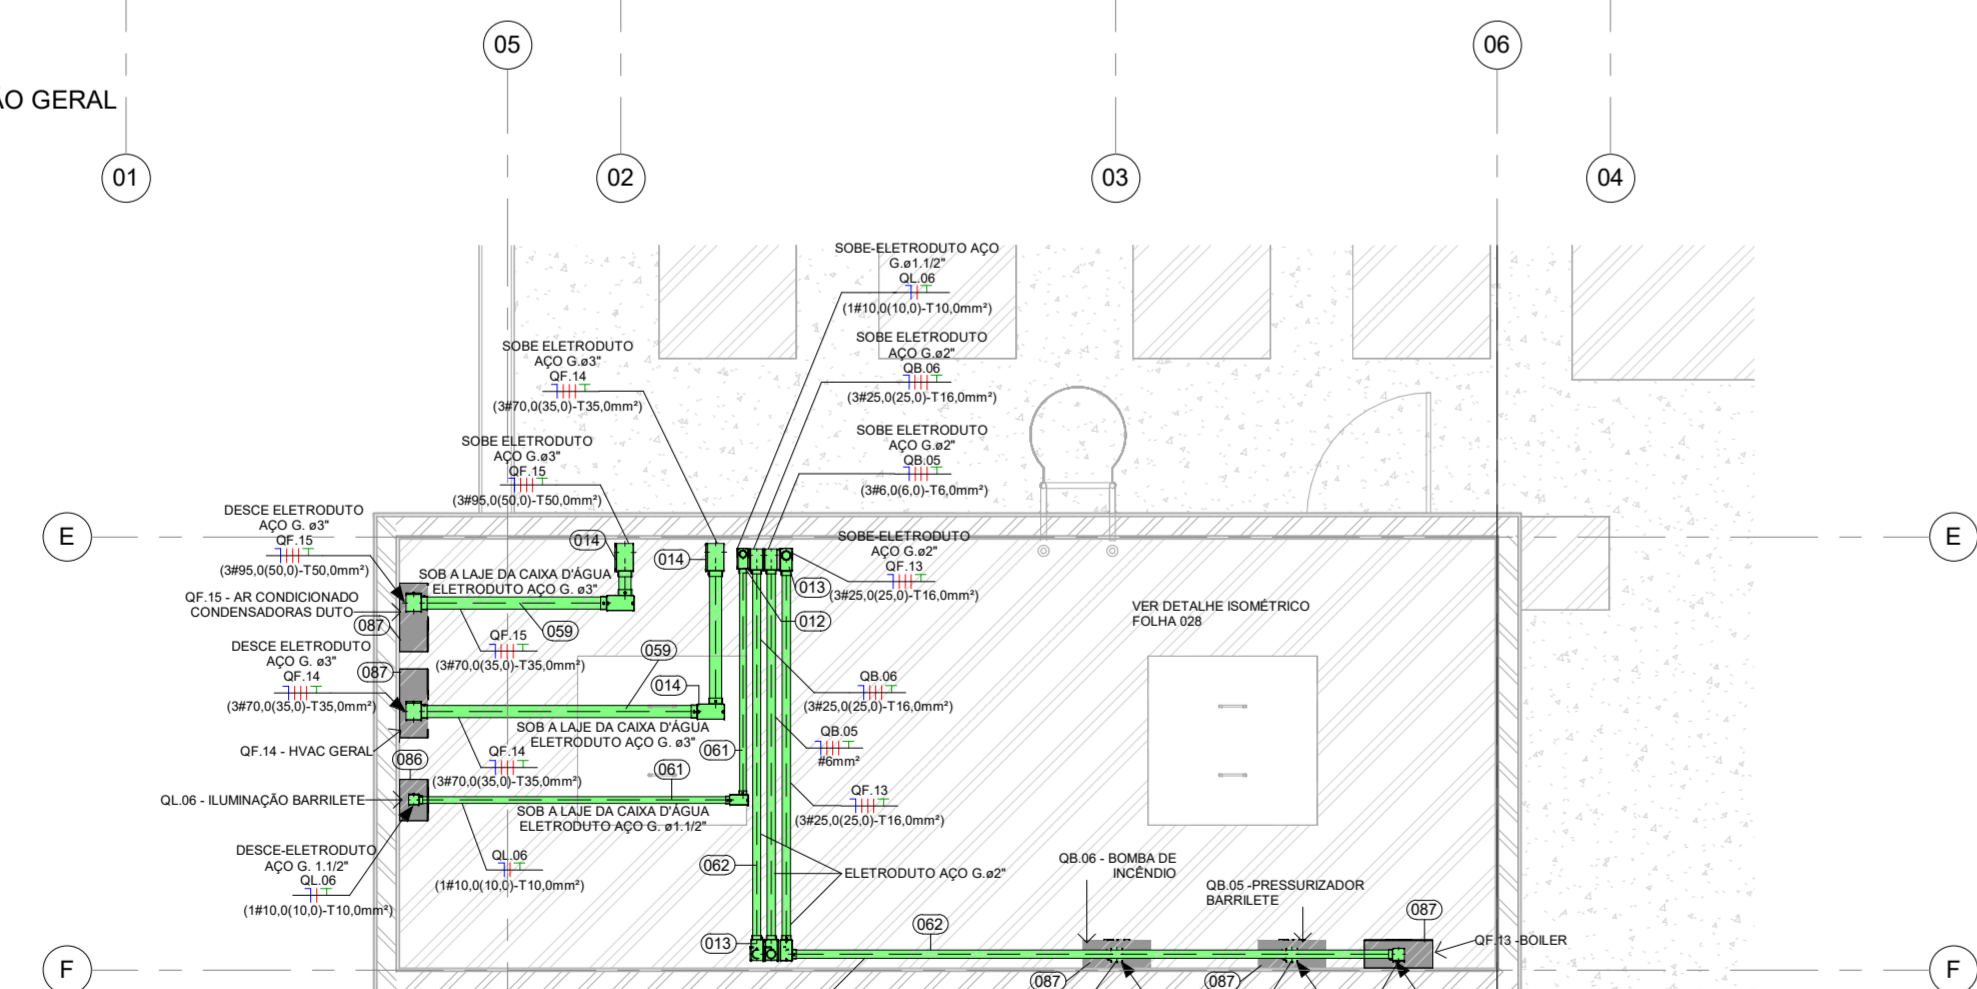 05
06
ÃO GERAL
01
02
03
04
SOBE-ELETRODUTO AÇO
G.ø1.1/2"
QL.06
(1#10,0(10,0)-T10,0mm²)
SOBE ELETRODUTO
AÇO G.ø2"
QB.06
(3#25,0(25,0)-T16,0mm²)
SOBE ELETRODUTO
AÇO G.ø3"
QF.14
(3#70,0(35,0)-T35,0mm²)
SOBE ELETRODUTO
AÇO G.ø2"
QB.05
(3#6,0(6,0)-T6,0mm²)
SOBE ELETRODUTO
AÇO G.ø3"
QF.15
(3#95,0(50,0)-T50,0mm²)
DESCE ELETRODUTO
AÇO G. ø3"
QF.15
(3#95,0(50,0)-T50,0mm²)
E
E
014
014
SOBE-ELETRODUTO
AÇO G.ø2"
QF.13
(3#25,0(25,0)-T16,0mm²)
013
012
SOB A LAJE DA CAIXA D'ÁGUA
ELETRODUTO AÇO G. ø3"
QF.15 - AR CONDICIONADO
CONDENSADORAS DUTO
087
059
QF.15
(3#70,0(35,0)-T35,0mm²)
VER DETALHE ISOMÉTRICO
FOLHA 028
DESCE ELETRODUTO
AÇO G. ø3"
QF.14
(3#70,0(35,0)-T35,0mm²)
087
059
014
QB.06
(3#25,0(25,0)-T16,0mm²)
SOB A LAJE DA CAIXA D'ÁGUA
ELETRODUTO AÇO G. ø3"
QB.05
#6mm²
QF.14 - HVAC GERAL
QF.14
(3#70,0(35,0)-T35,0mm²)
061
086
061
QF.13
(3#25,0(25,0)-T16,0mm²)
QL.06 - ILUMINAÇÃO BARRILETE
SOB A LAJE DA CAIXA D'ÁGUA
ELETRODUTO AÇO G. ø1.1/2"
DESCE-ELETRODUTO
AÇO G. 1.1/2"
QL.06
(1#10,0(10,0)-T10,0mm²)
QL.06
(1#10,0(10,0)-T10,0mm²)
062
ELETRODUTO AÇO G.ø2"
QB.06 - BOMBA DE
INCÊNDIO
QB.05 -PRESSURIZADOR
BARRILETE
087
062
013
QF.13 -BOILER
F
F
087
087